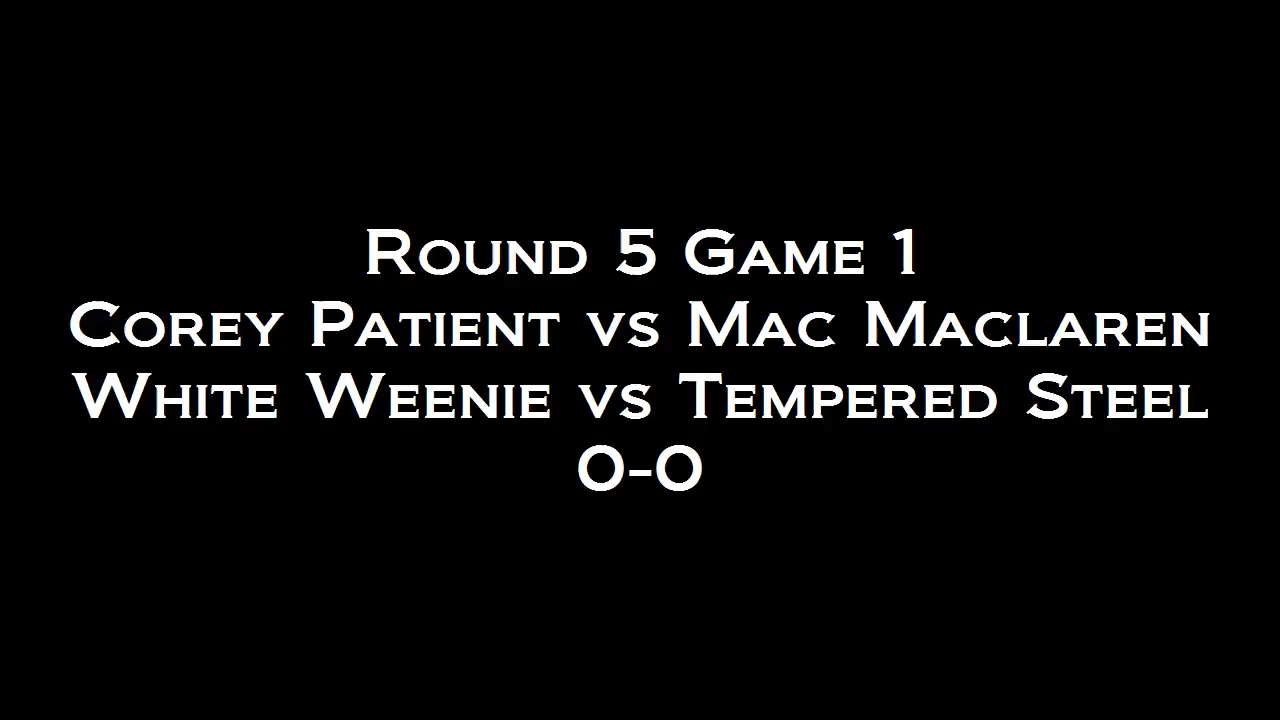 Round 5 Game 1
Corey Patient vs Mac Maclaren
White Weenie vs Tempered Steel
0-0